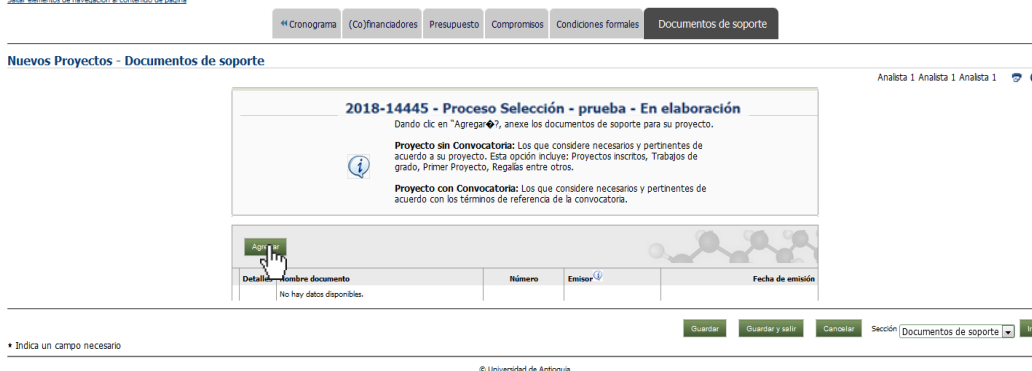 Saltar elementos de navegación al contenido de página
Cronograma (Co)financiadores Presupuesto Compromisos Condiciones formales Documentos de soporte
Nuevos Proyectos - Documentos de soporte
Analista 1 Analista 1 Analista 1
2018-14445 - Proceso Selección - prueba - En elaboración
Dando clic en “Agregar�?, anexe los documentos de soporte para su proyecto.
Proyecto sin Convocatoria: Los que considere necesarios y pertinentes de
acuerdo a su proyecto. Esta opción incluye: Proyectos inscritos, Trabajos de
grado, Primer Proyecto, Regalías entre otros.
Proyecto con Convocatoria: Los que considere necesarios y pertinentes de
acuerdo con los términos de referencia de la convocatoria.
Agregar
Detalles Nombre documento Número Emisor Fecha de emisión
No hay datos disponibles.
Guardar Guardar y salir Cancelar Sección Documentos de soporte
* Indica un campo necesario
© Universidad de Antioquia